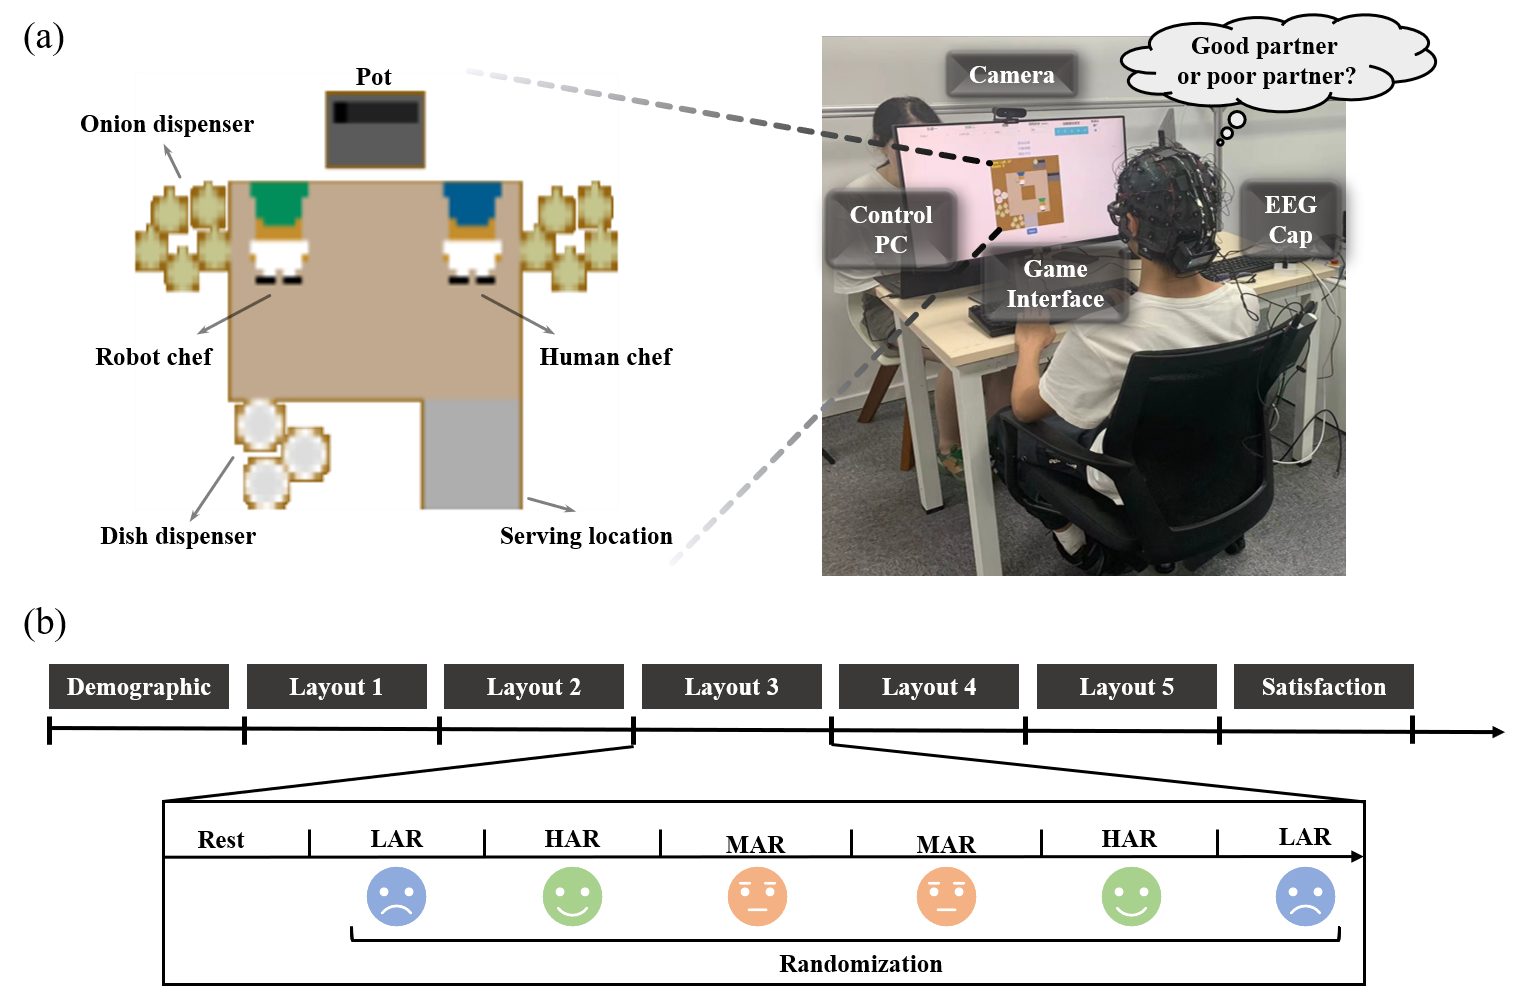 (a)
Pot
Onion dispenser
Robot chef
Human chef
Dish dispenser
Serving location
Good partner
or poor partner?
Camera
Control
PC
EEG
Cap
Game
Interface
(b)
Demographic
Layout 1
Layout 2
Layout 3
Layout 4
Layout 5
Satisfaction
Rest
LAR
HAR
MAR
MAR
HAR
LAR
Randomization